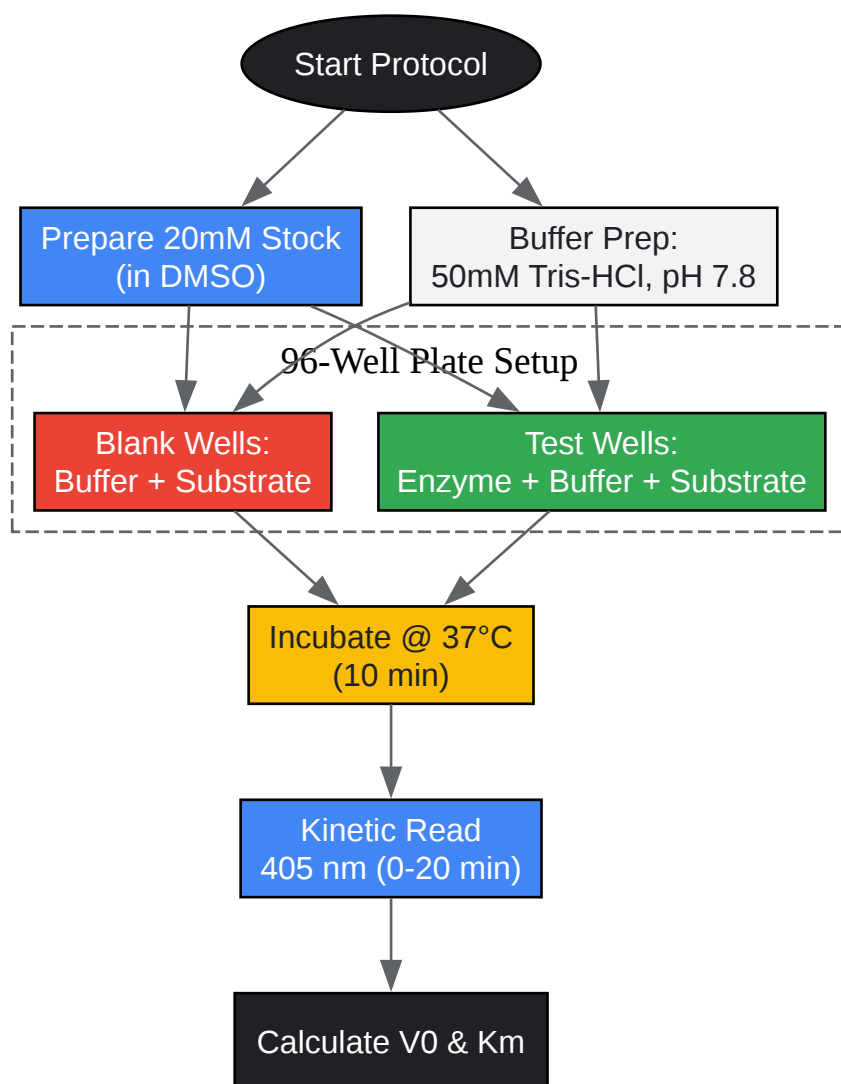 Start Protocol
Prepare 20mM Stock
(in DMSO)
Buffer Prep:
50mM Tris-HCl, pH 7.8
96-Well Plate Setup
Blank Wells:
Buffer + Substrate
Test Wells:
Enzyme + Buffer + Substrate
Incubate @ 37°C
(10 min)
Kinetic Read
405 nm (0-20 min)
Calculate V0 & Km